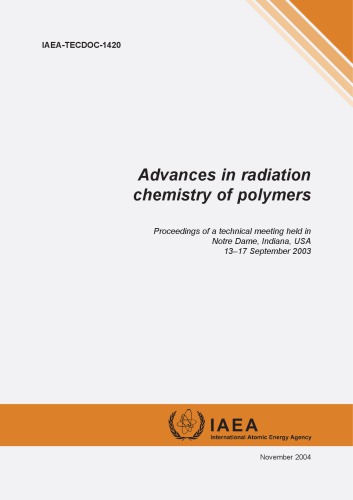 IAEA-TECDOC-1420
Advances in radiation
chemistry of polymers
Proceedings of a technical meeting held in
Notre Dame, Indiana, USA
13–17 September 2003
IAEA
International Atomic Energy Agency
November 2004